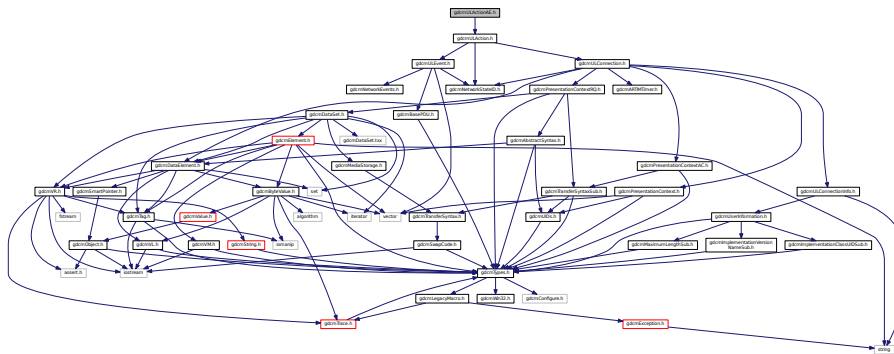 gdcmULActionAE.h
gdcmULAction.h
gdcmULEvent.h
gdcmULConnection.h
gdcmNetworkEvents.h
gdcmNetworkStateID.h
gdcmPresentationContextRQ.h
gdcmARTIMTimer.h
gdcmDataSet.h
gdcmBasePDU.h
gdcmElement.h
gdcmDataSet.txx
gdcmAbstractSyntax.h
gdcmDataElement.h
gdcmMediaStorage.h
gdcmPresentationContextAC.h
gdcmVR.h
gdcmSmartPointer.h
gdcmByteValue.h
set
gdcmTransferSyntaxSub.h
gdcmPresentationContext.h
gdcmULConnectionInfo.h
fstream
gdcmTag.h
gdcmValue.h
algorithm
iterator
vector
gdcmTransferSyntax.h
gdcmUIDs.h
gdcmUserInformation.h
gdcmObject.h
gdcmVL.h
gdcmVM.h
gdcmString.h
iomanip
gdcmSwapCode.h
gdcmMaximumLengthSub.h
gdcmImplementationVersion
NameSub.h
gdcmImplementationClassUIDSub.h
assert.h
iostream
gdcmTypes.h
gdcmLegacyMacro.h
gdcmWin32.h
gdcmConfigure.h
gdcmTrace.h
gdcmException.h
string